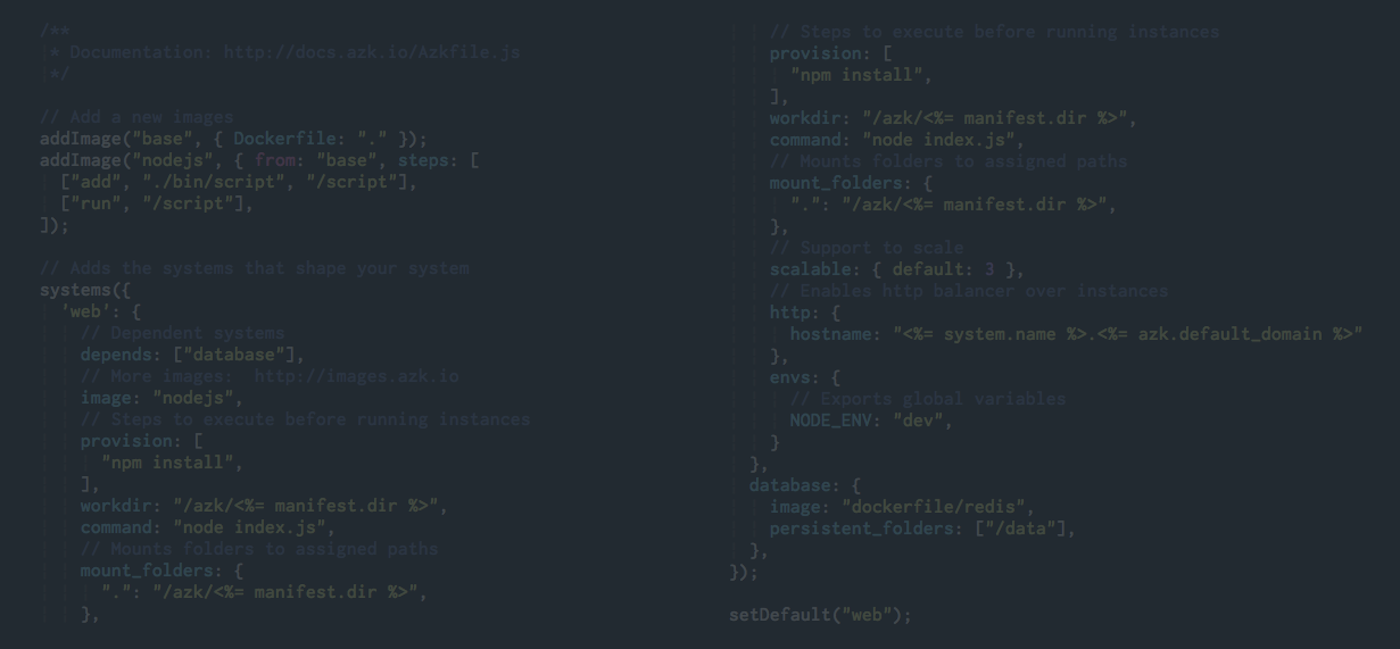 /**
* Documentation: http://docs.azk.io/Azkfile.js
*/
// Add a new images
addImage("base", { Dockerfile: "." });
addImage("nodejs", { from: "base", steps: [
["add", "./bin/script", "/script"],
["run", "/script"],
]);
// Adds the systems that shape your system
systems({
'web': {
// Dependent systems
depends: ["database"],
// More images:  http://images.azk.io
image: "nodejs",
// Steps to execute before running instances
provision: [
"npm install",
],
workdir: "/azk/<%= manifest.dir %>",
command: "node index.js",
// Mounts folders to assigned paths
mount_folders: {
".": "/azk/<%= manifest.dir %>",
},
// Steps to execute before running instances
provision: [
"npm install",
],
workdir: "/azk/<%= manifest.dir %>",
command: "node index.js",
// Mounts folders to assigned paths
mount_folders: {
".": "/azk/<%= manifest.dir %>",
},
// Support to scale
scalable: { default: 3 },
// Enables http balancer over instances
http: {
hostname: "<%= system.name %>.<%= azk.default_domain %>"
},
envs: {
// Exports global variables
NODE_ENV: "dev",
}
},
database: {
image: "dockerfile/redis",
persistent_folders: ["/data"],
},
});
setDefault("web");